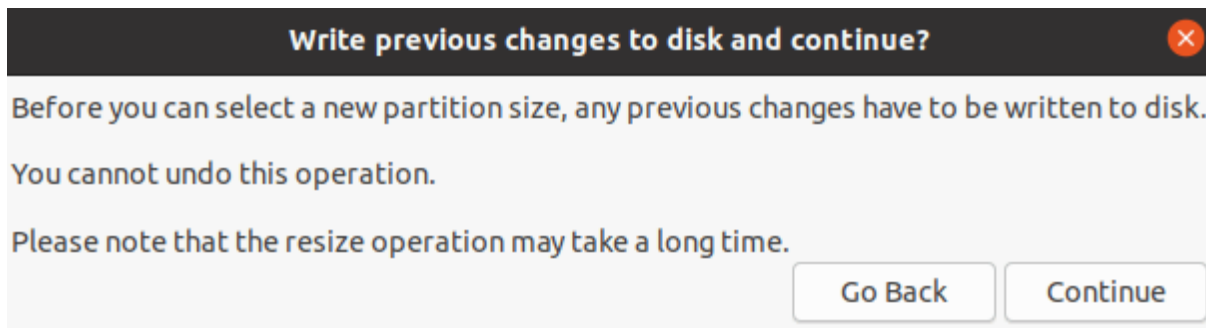 Write previous changes to disk and continue?
Before you can select a new partition size, any previous changes have to be written to disk.
You cannot undo this operation.
Please note that the resize operation may take a long time.
Go Back Continue